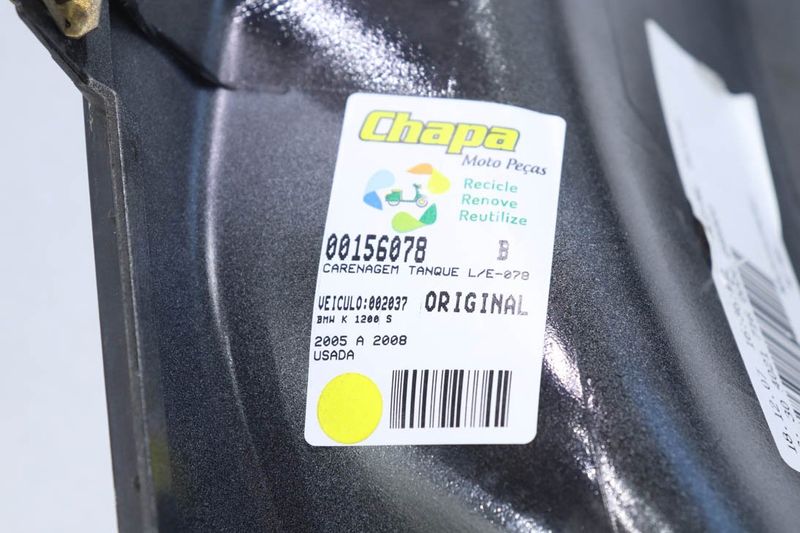 Chapa
Moto Peças
Recicle
Renove
Reutilize
00156078 B
CARENAGEM TANQUE L/E-078
VEICULO:002037 ORIGINAL
BMW K 1200 S
2005 A 2008
USADA